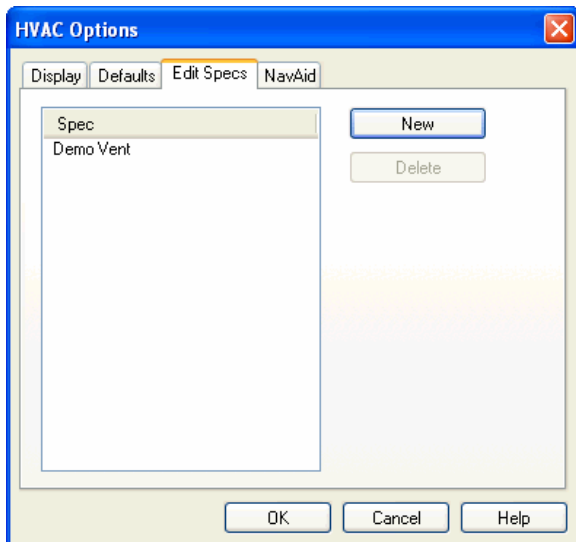 HVAC Options
Display Defaults Edit Specs NavAid
Spec
Demo Vent
New
Delete
OK Cancel Help